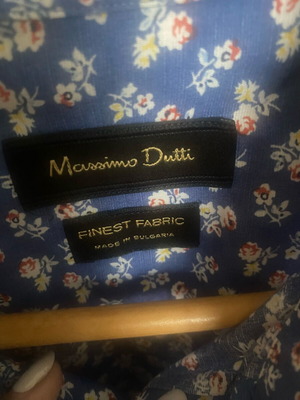 Massimo Dutti
FINEST FABRIC
MADE IN BULGARIA